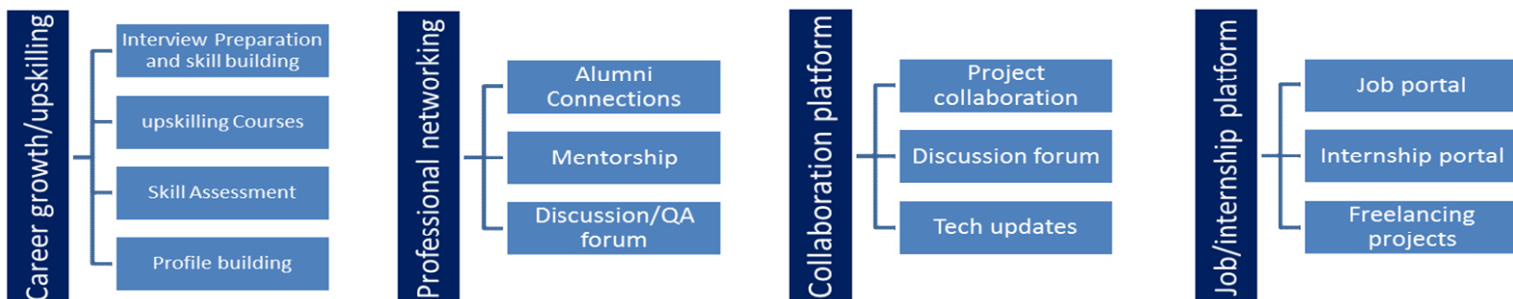 Career growth/upskilling
Interview Preparation
and skill building
upskilling Courses
Skill Assessment
Profile building
Professional networking
Alumni
Connections
Mentorship
Discussion/QA
forum
Collaboration platform
Project
collaboration
Discussion forum
Tech updates
Job/internship platform
Job portal
Internship portal
Freelancing
projects